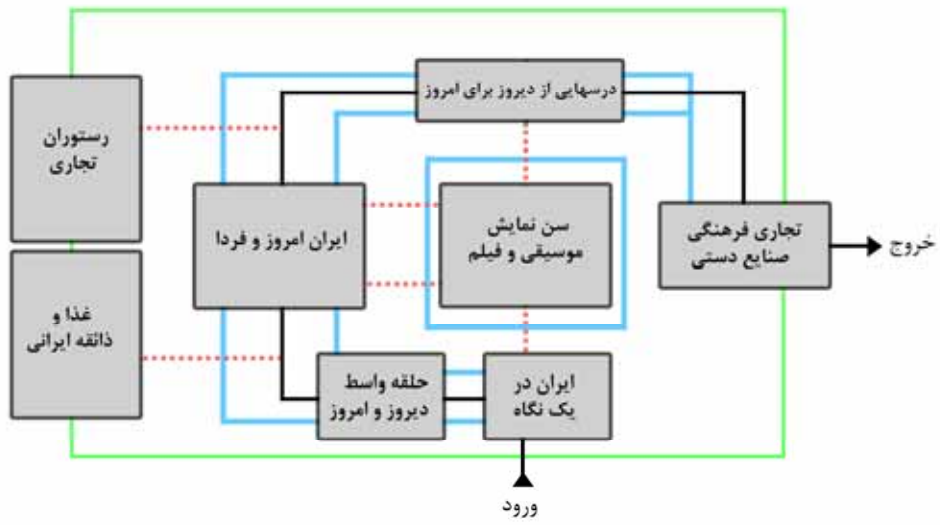 درسهایی از دیروز برای امروز
رستوران
تجاری
ایران امروز و فردا
سن نمایش
موسیقی و فیلم
تجاری فرهنگی
صنایع دستی
خروج
غذا و
ذائقه ایرانی
حلقه واسط
دیروز و امروز
ایران در
یک نگاه
ورود